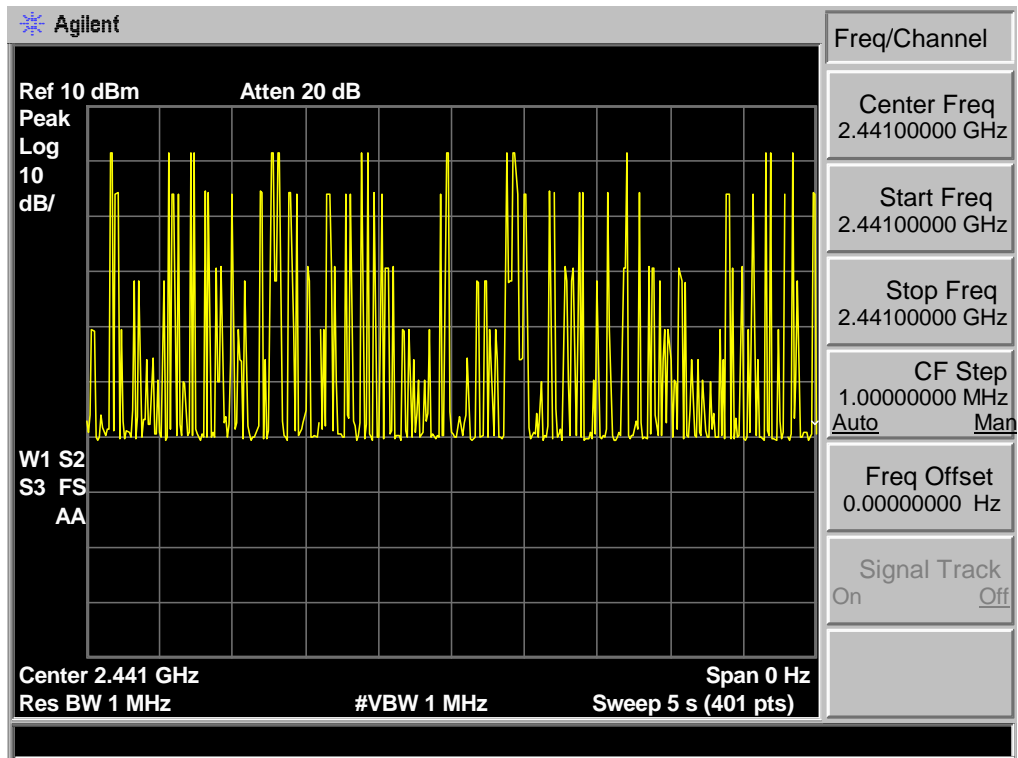 Agilent
Freq/Channel
Ref 10 dBm Atten 20 dB
Peak
Log
10
dB/
W1 S2
S3 FS
AA
Center 2.441 GHz Span 0 Hz
Res BW 1 MHz #VBW 1 MHz Sweep 5 s (401 pts)
Center Freq
2.44100000 GHz
Start Freq
2.44100000 GHz
Stop Freq
2.44100000 GHz
CF Step
1.00000000 MHz
Auto Man
Freq Offset
0.00000000 Hz
Signal Track
On Off